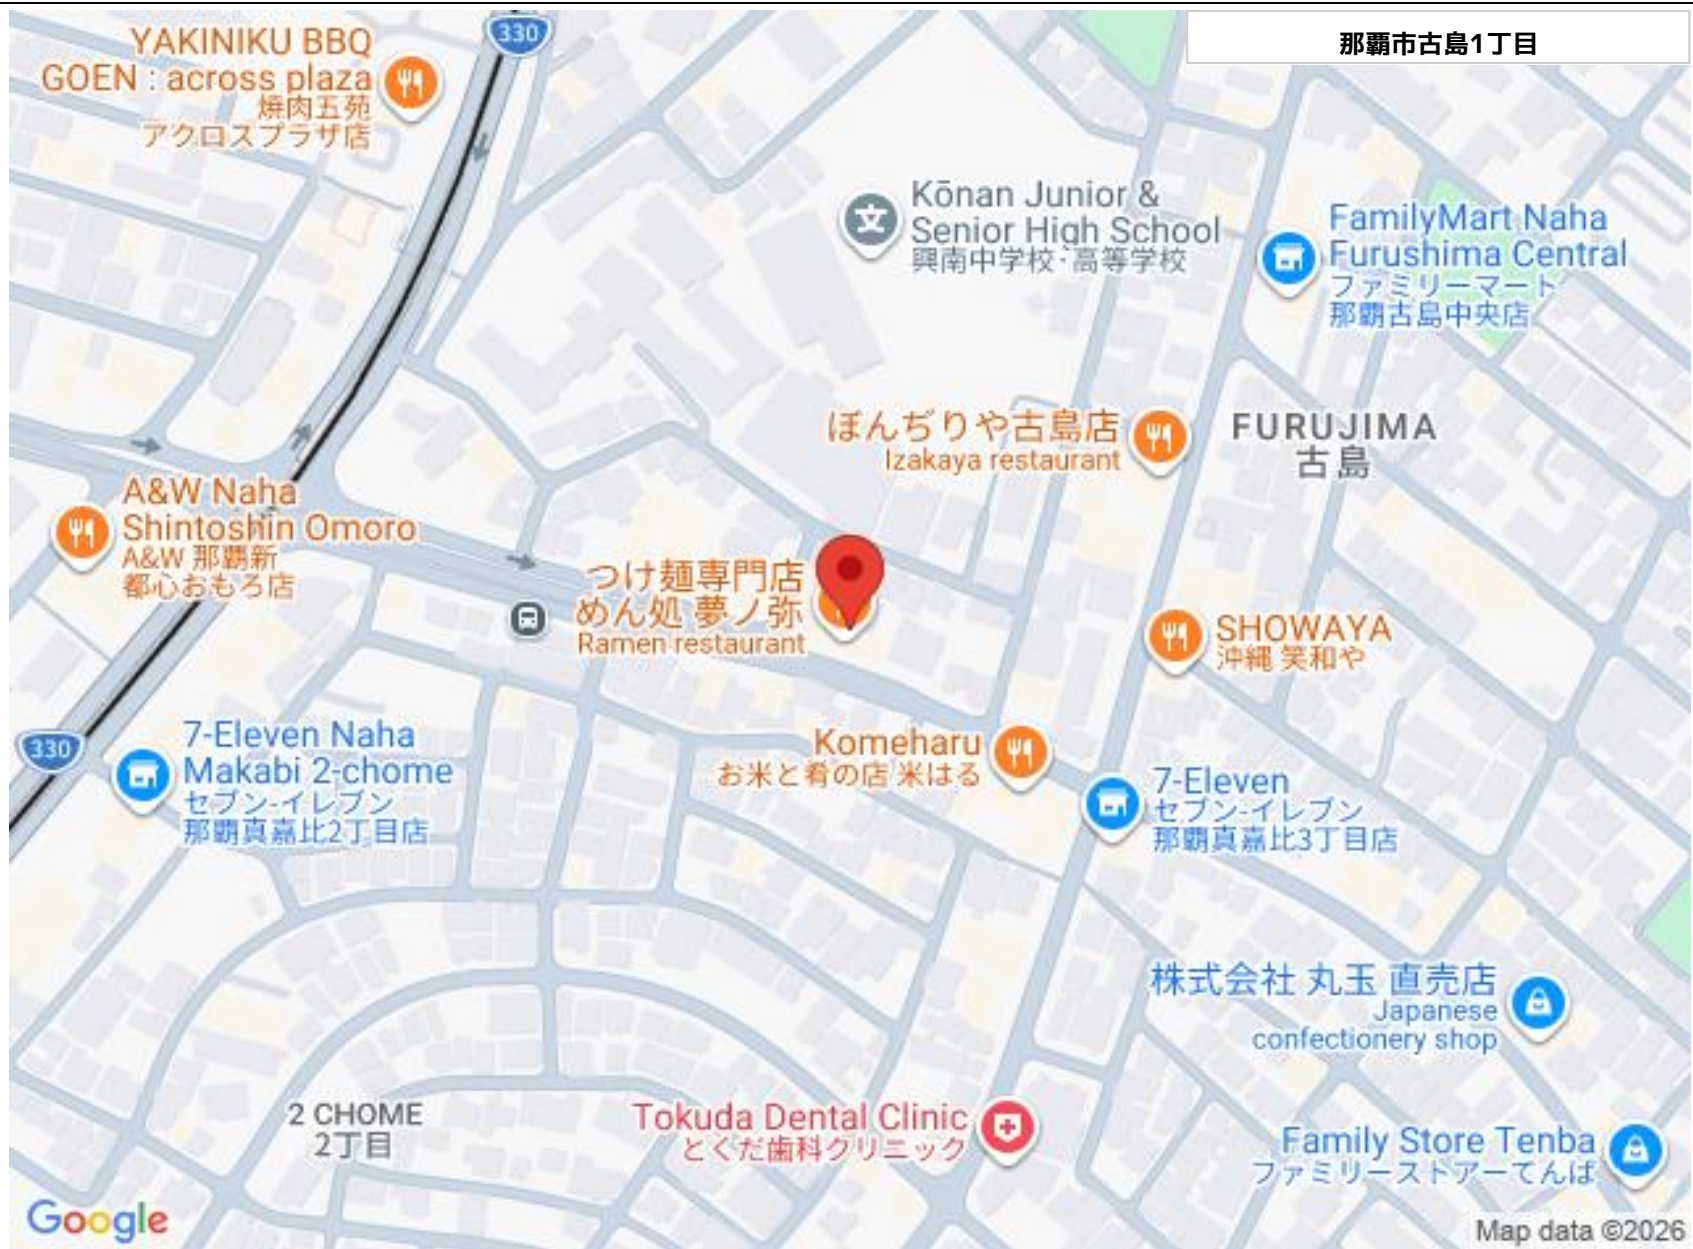 330
那覇市古島1丁目
YAKINIKU BBQ
GOEN : across plaza
焼肉五苑
アクロスプラザ店
文
Kōnan Junior &
Senior High School
興南中学校・高等学校
FamilyMart Naha
Furushima Central
ファミリーマート
那覇古島中央店
ぼんぢりや古島店
Izakaya restaurant
FURUJIMA
古島
A&W Naha
Shintoshin Omoro
A&W 那覇新
都心おもろ店
つけ麺専門店
めん処 夢ノ弥
Ramen restaurant
SHOWAYA
沖縄 笑和や
330
7-Eleven Naha
Makabi 2-chome
セブン-イレブン
那覇真嘉比2丁目店
Komeharu
お米と肴の店 米はる
7-Eleven
セブン-イレブン
那覇真嘉比3丁目店
株式会社 丸玉 直売店
Japanese
confectionery shop
2 CHOME
2丁目
Tokuda Dental Clinic
とくだ歯科クリニック
Family Store Tenba
ファミリーストアーてんば
Google
Map data ©2026